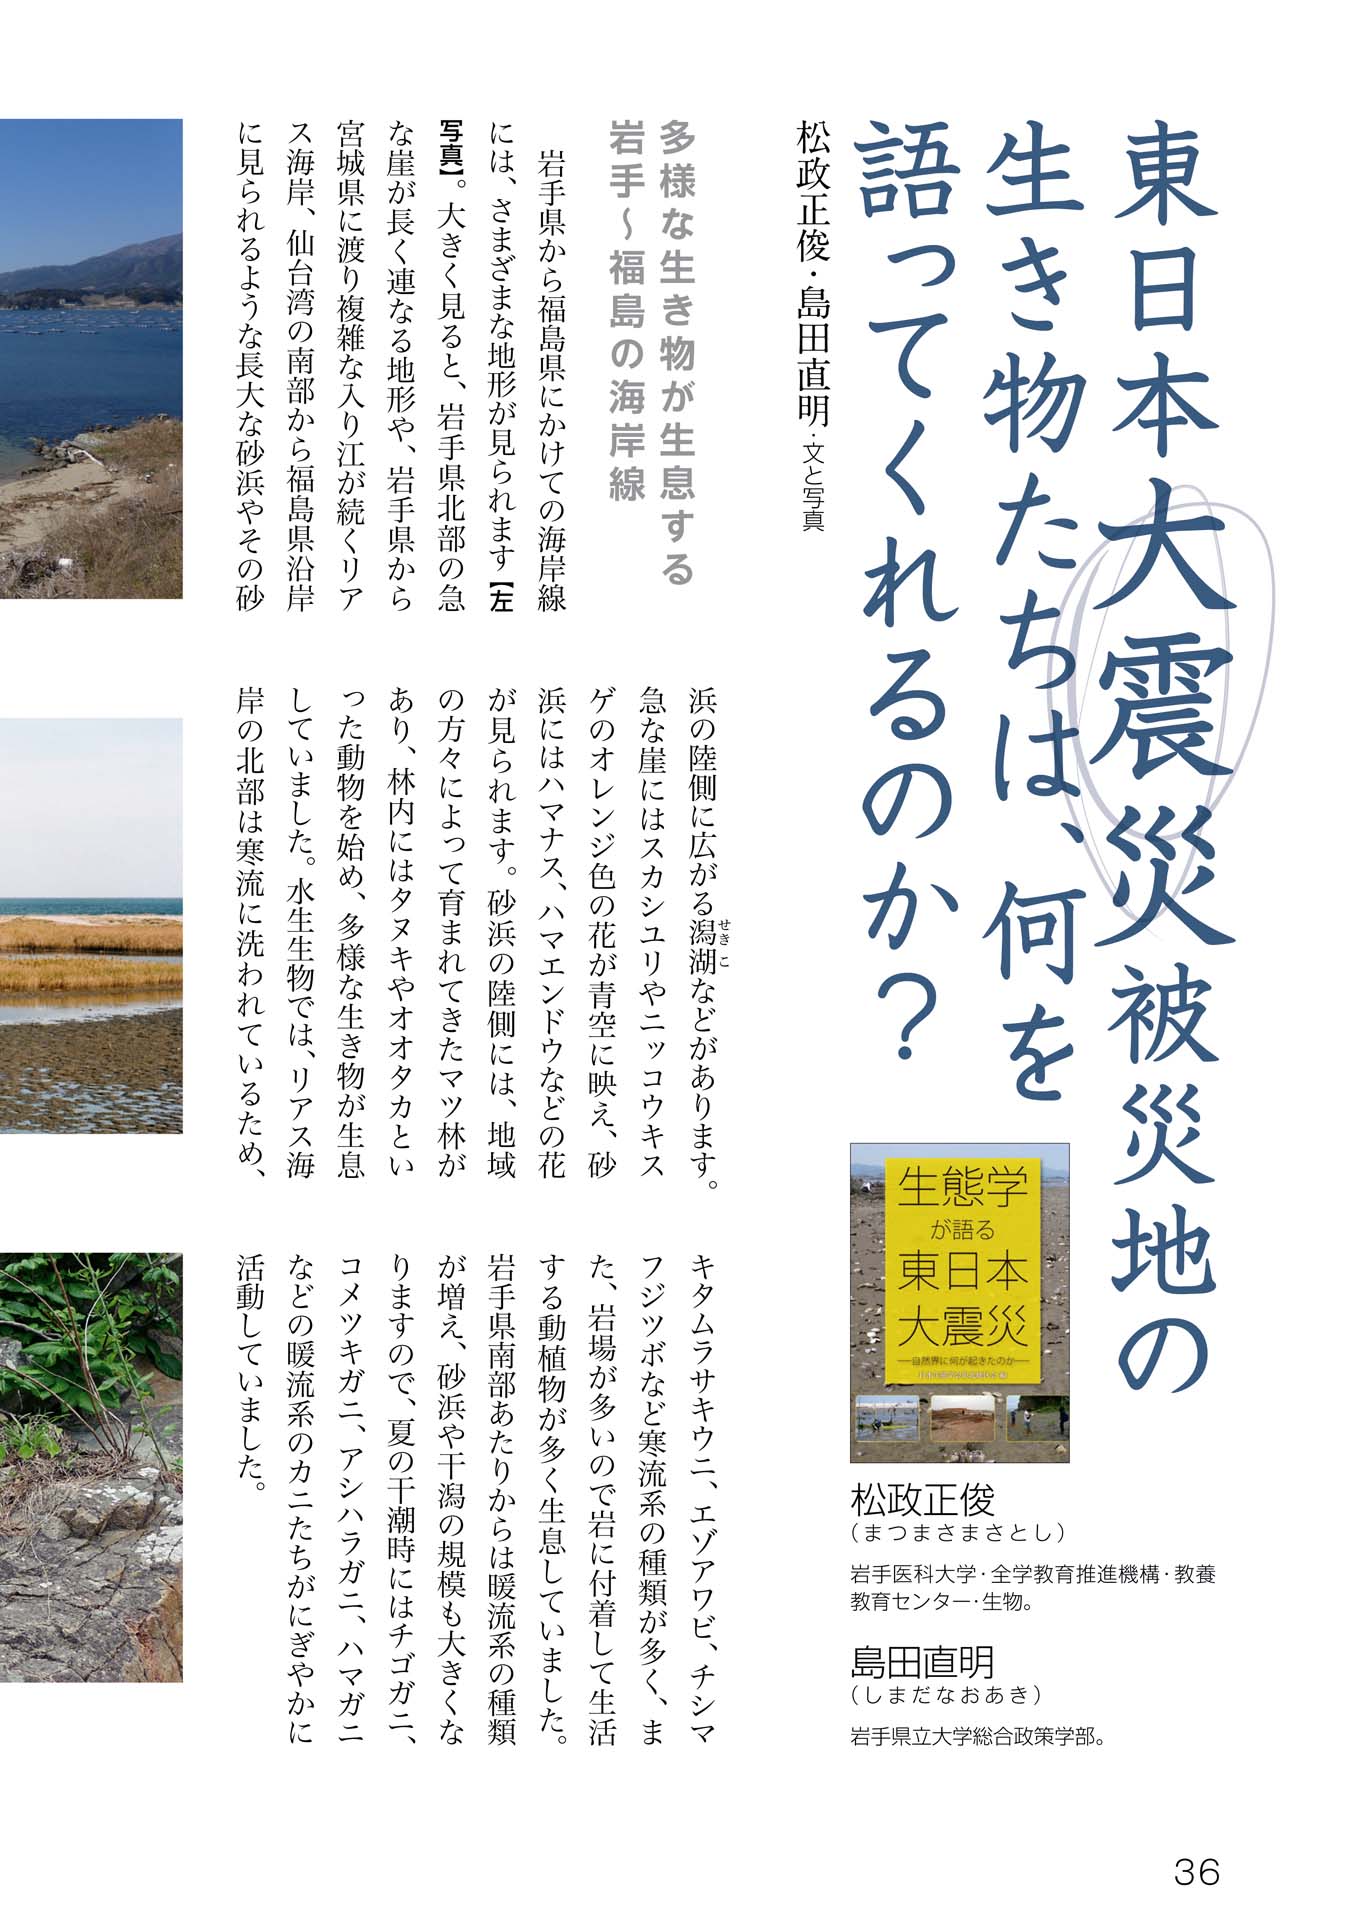 東日本大震災被災地の
生き物たちは、何を
語ってくれるのか?
松政正俊・島田直明・文と写真
多様な生き物が生息する
岩手〜福島の海岸線
岩手県から福島県にかけての海岸線
には、さまざまな地形が見られます【左
写真】。大きく見ると、岩手県北部の急
な崖が長く連なる地形や、岩手県から
宮城県に渡り複雑な入り江が続くリア
ス海岸、仙台湾の南部から福島県沿岸
に見られるような長大な砂浜やその砂
浜の陸側に広がる潟湖などがあります。
せきこ
急な崖にはスカシユリやニッコウキス
ゲのオレンジ色の花が青空に映え、砂
浜にはハマナス、ハマエンドウなどの花
が見られます。砂浜の陸側には、地域
の方々によって育まれてきたマツ林が
あり、林内にはタヌキやオオタカとい
った動物を始め、多様な生き物が生息
していました。水生生物では、リアス海
岸の北部は寒流に洗われているため、
キタムラサキウニ、エゾアワビ、チシマ
フジツボなど寒流系の種類が多く、ま
た、岩場が多いので岩に付着して生活
する動植物が多く生息していました。
岩手県南部あたりからは暖流系の種類
が増え、砂浜や干潟の規模も大きくな
りますので、夏の干潮時にはチゴガニ、
コメツキガニ、アシハラガニ、ハマガニ
などの暖流系のカニたちがにぎやかに
活動していました。
生態学
が語る
東日本
大震災
―自然界に何が起きたのか―
松政正俊
（まつまさまさとし）
岩手医科大学・全学教育推進機構・教養
教育センター・生物。
島田直明
（しまだなおあき）
岩手県立大学総合政策学部。
36